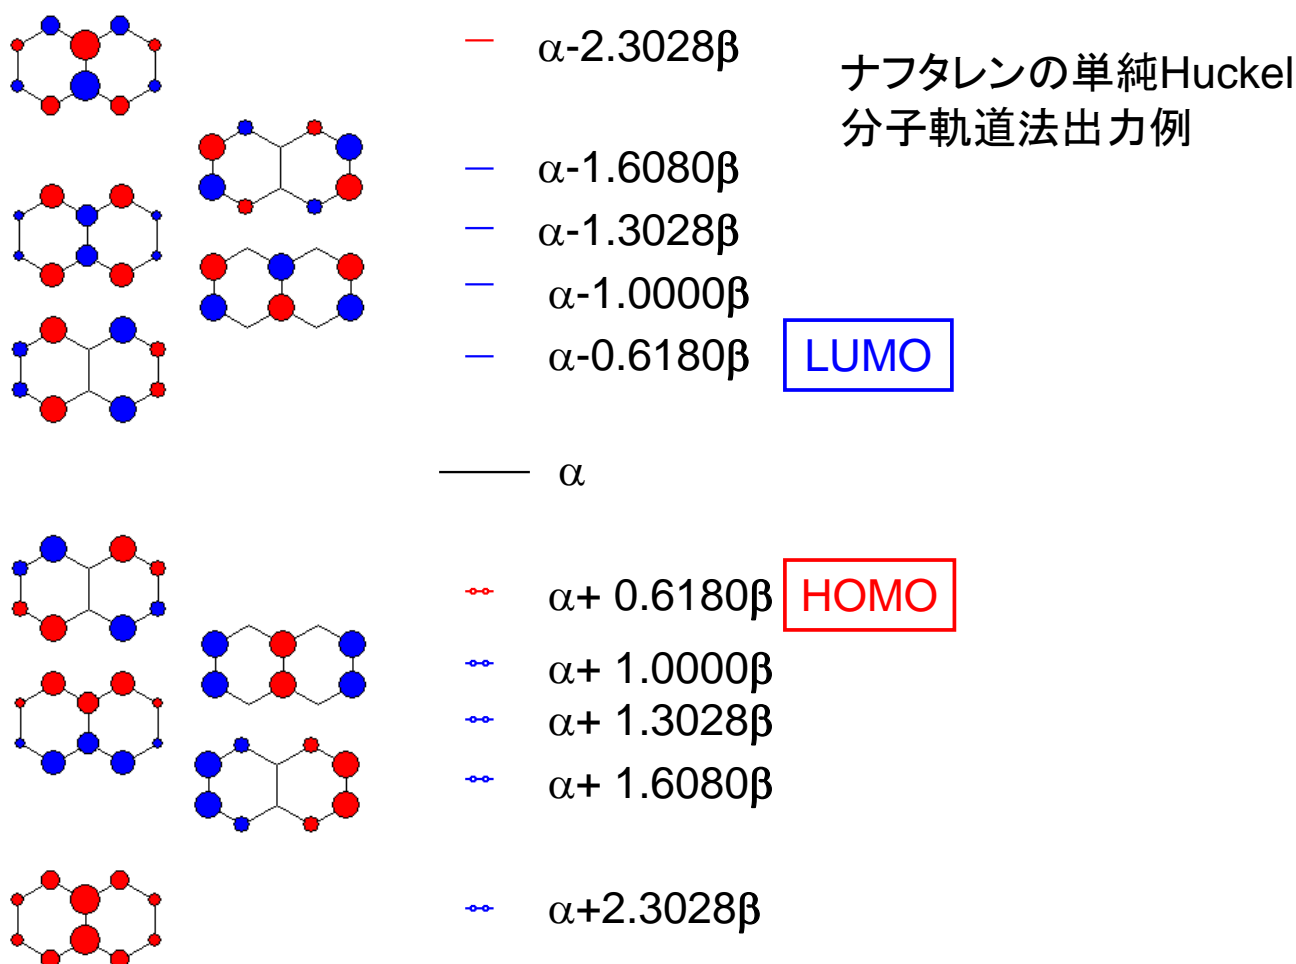 α-2.3028β
ナフタレンの単純Huckel
分子軌道法出力例
α-1.6080β
α-1.3028β
α-1.0000β
α-0.6180β LUMO
α
α+ 0.6180β HOMO
α+ 1.0000β
α+ 1.3028β
α+ 1.6080β
α+2.3028β